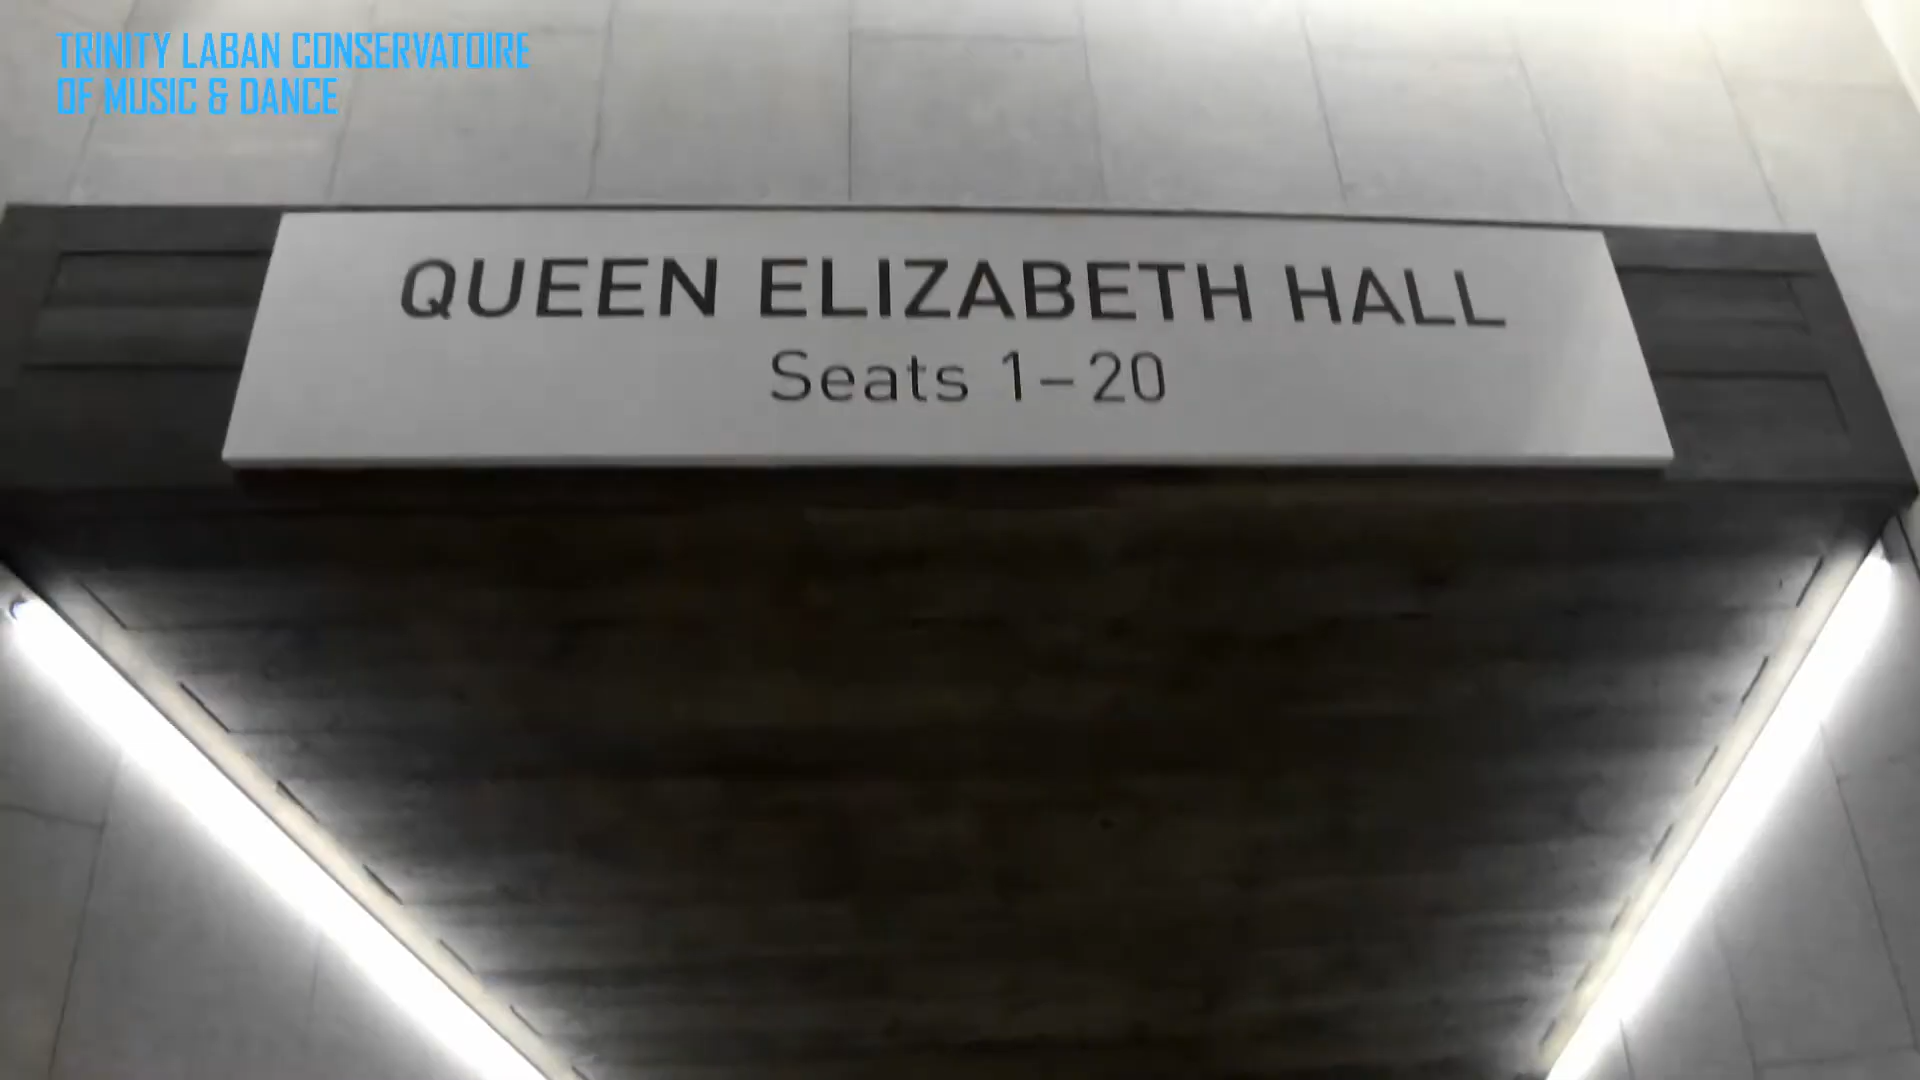 TRINITY LABAN CONSERVATOIRE
OF MUSIC & DANCE
QUEEN ELIZABETH HALL
Seats 1–20